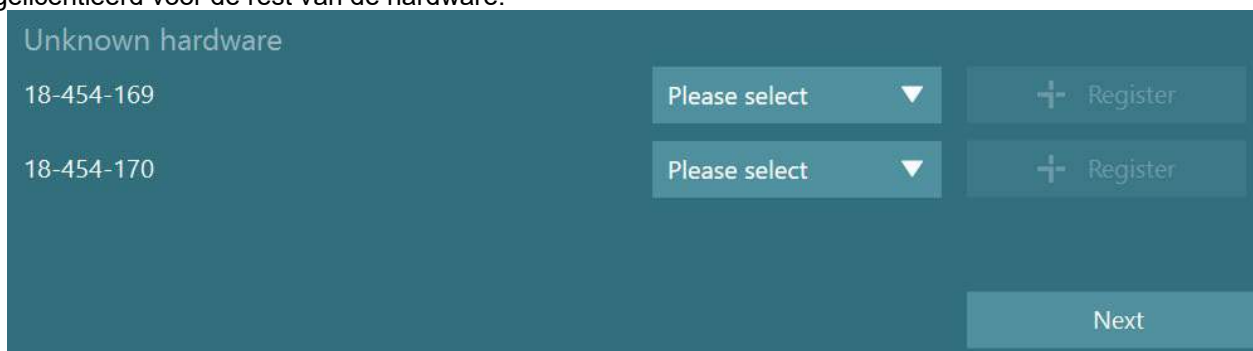 gelicentieerd voor de rest van de hardware.
Unknown hardware
18-454-169 Please select Register
18-454-170 Please select Register
Next